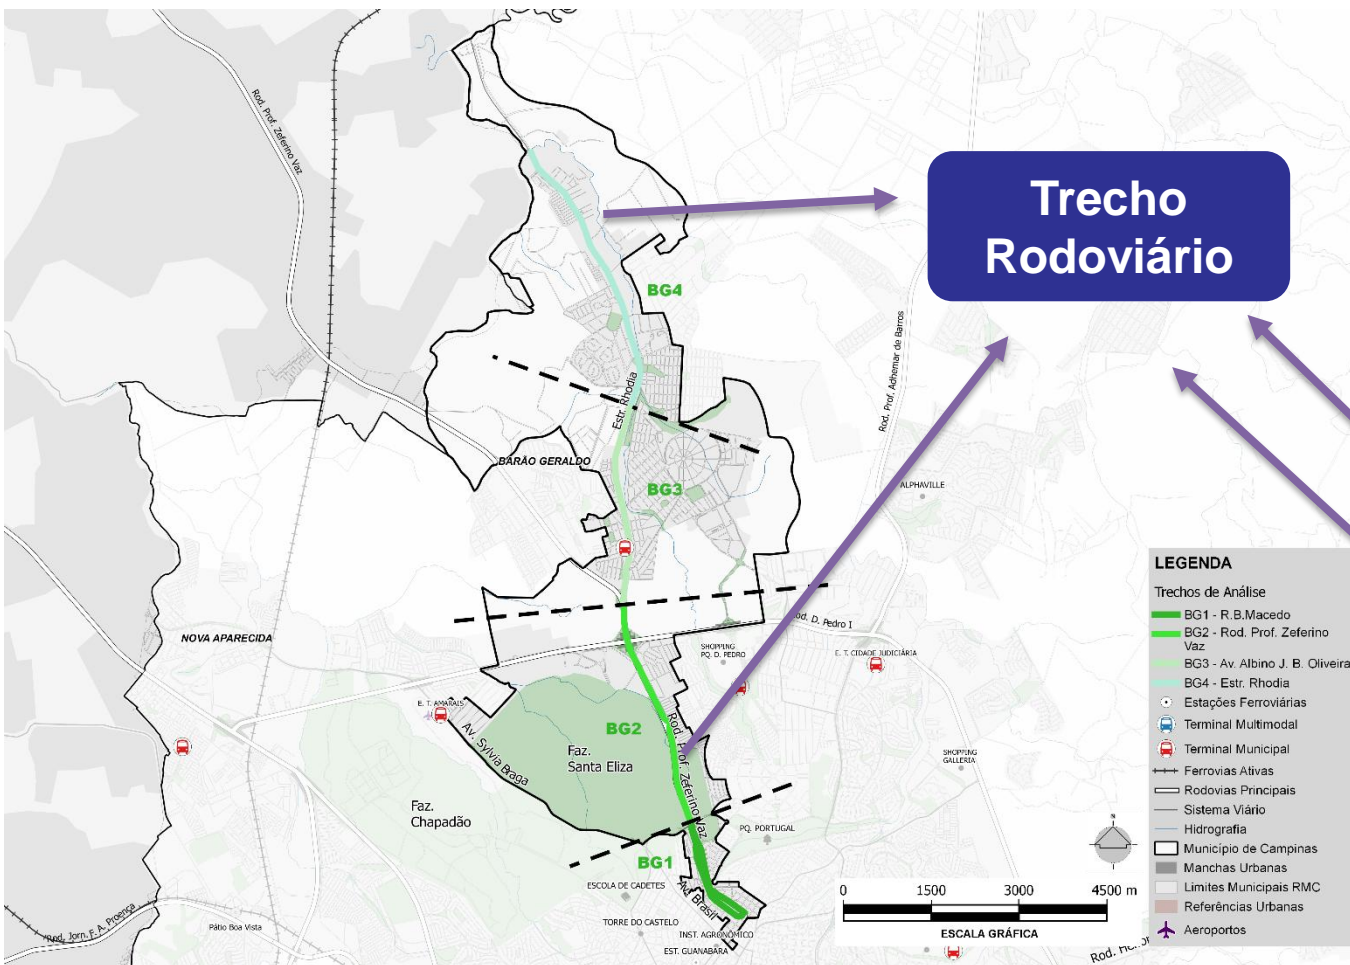 Trecho
Rodoviário
Rod. Prof. Zeferino Vaz
BG4
Rod. Prof. Adhemar de Barros
Estr. Rhodia
BARÃO GERALDO
BG3
ALPHAVILLE
NOVA APARECIDA
Rod. D. Pedro I
SHOPPING
PQ. D. PEDRO
E. T. CIDADE JUDICIÁRIA
E. T. AMARAIS
Av. Sylvia Braga
BG2
Faz.
Santa Eliza
Rod. Prof. Zeferino Vaz
SHOPPING
GALLERIA
Faz.
Chapadão
PQ. PORTUGAL
BG1
ESCOLA DE CADETES
Av. Brasil
TORRE DO CASTELO
INST. AGRONÔMICO
EST. GUANABARA
Pátio Boa Vista
Rod. Jorn. F. A. Proença
N
0 1500 3000 4500 m
ESCALA GRÁFICA
LEGENDA
Trechos de Análise
BG1 - R.B.Macedo
BG2 - Rod. Prof. Zeferino
Vaz
BG3 - Av. Albino J. B. Oliveira
BG4 - Estr. Rhodia
Estações Ferroviárias
Terminal Multimodal
Terminal Municipal
Ferrovias Ativas
Rodovias Principais
Sistema Viário
Hidrografia
Município de Campinas
Manchas Urbanas
Limites Municipais RMC
Referências Urbanas
Aeroportos
Rod.